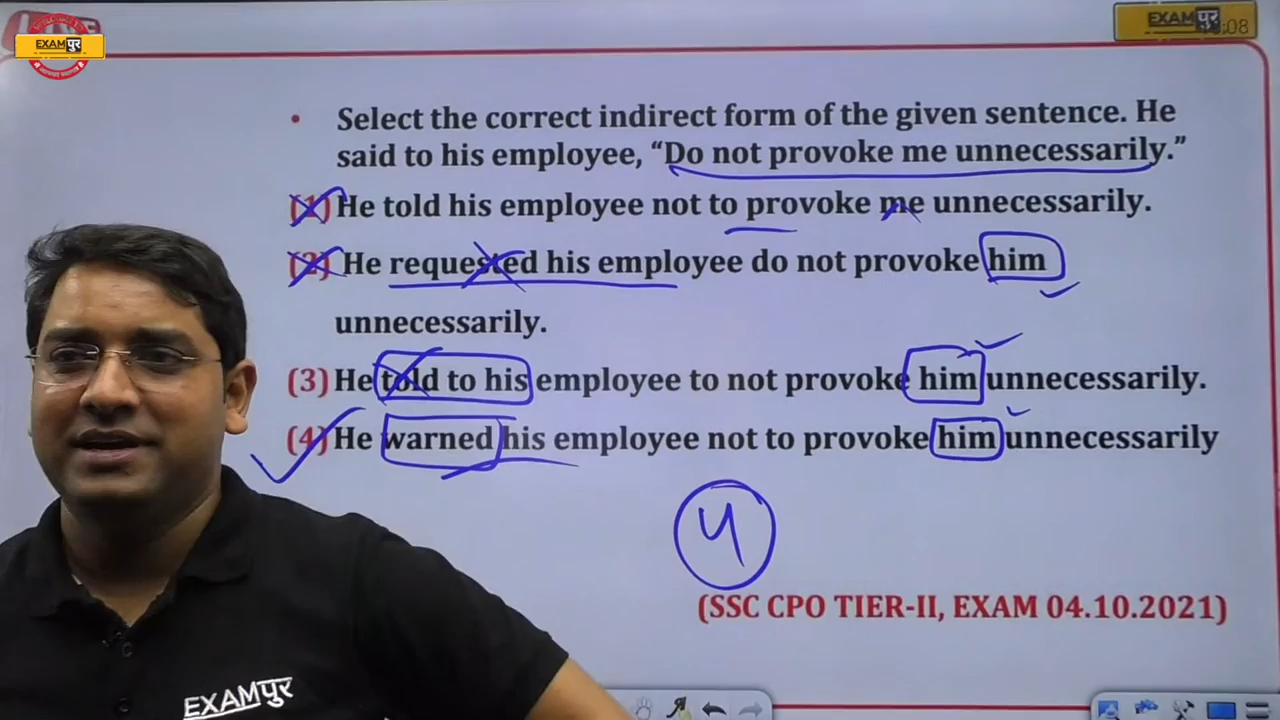 EXAMपुर
EXAMपुर
:08
• Select the correct indirect form of the given sentence. He
said to his employee, “Do not provoke me unnecessarily.”
(1) He told his employee not to provoke me unnecessarily.
(2) He requested his employee do not provoke him
unnecessarily.
(3) He told to his employee to not provoke him unnecessarily.
(4) He warned his employee not to provoke him unnecessarily
4
(SSC CPO TIER-II, EXAM 04.10.2021)
EXAMपुर